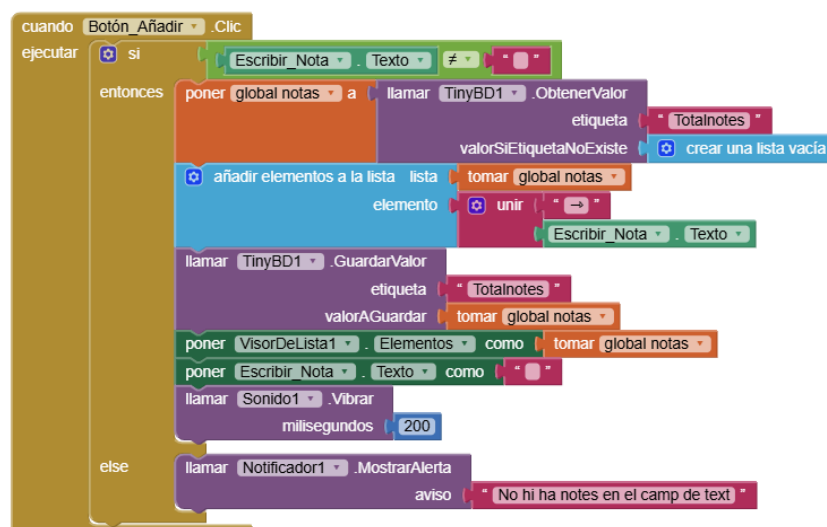 cuando Botón_Añadir .Clic
ejecutar si Escribir_Nota . Texto ≠ " "
entonces poner global notas a llamar TinyBD1 .ObtenerValor
etiqueta " Totalnotes "
valorSiEtiquetaNoExiste crear una lista vacía
añadir elementos a la lista lista tomar global notas
elemento unir " → "
Escribir_Nota . Texto
llamar TinyBD1 .GuardarValor
etiqueta " Totalnotes "
valorAGuardar tomar global notas
poner VisorDeLista1 . Elementos como tomar global notas
poner Escribir_Nota . Texto como " "
llamar Sonido1 .Vibrar
milisegundos 200
else llamar Notificador1 .MostrarAlerta
aviso " No hi ha notes en el camp de text "